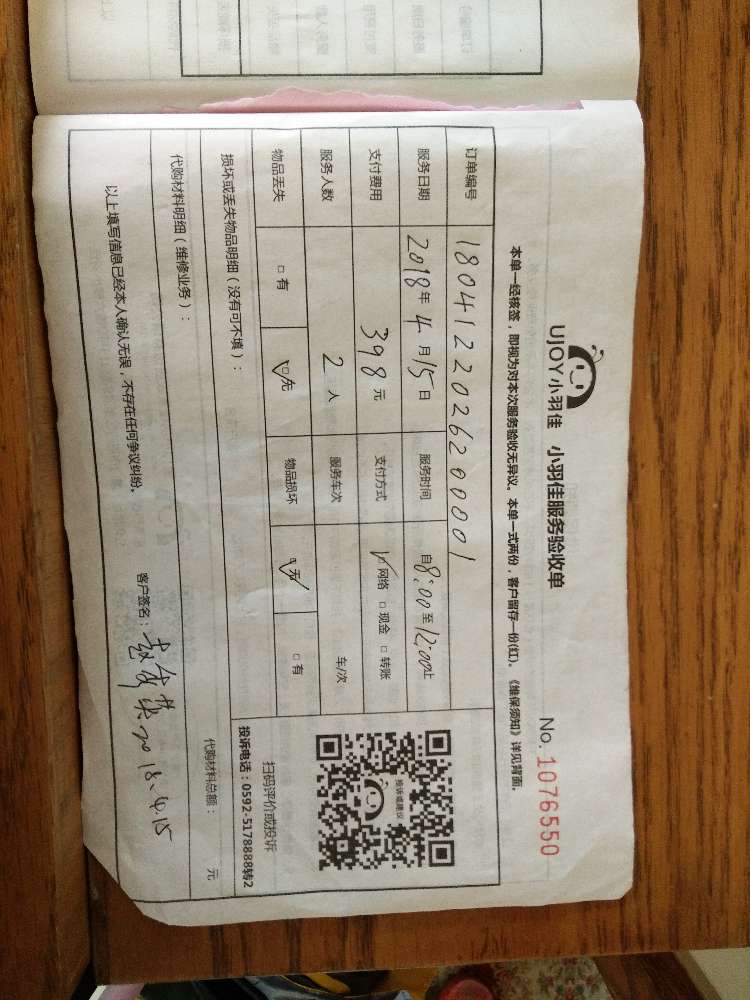 UJOY小羽佳 小羽佳服务验收单
No. 1076550
本单一经核签，即视为对本次服务验收无异议。本单一式两份，客户留存一份(红)。《维保须知》详见背面。
订单编号 180412202620001
服务日期 2018年4月15日 服务时间 自8:00至12:00止
支付费用 398元 支付方式 ☑网络 □现金 □转账
服务人数 2人 服务车次 车/次
物品丢失 □有 ☑无 物品损坏 ☑无 □有
投诉或建议
扫码评价或投诉
投诉电话：0592-5178888转2
损坏或丢失物品明细（没有可不填）：
代购材料明细（维修业务）： 代购材料总额： 元
以上填写信息已经本人确认无误，不存在任何争议纠纷。 客户签名： 2018.4.15